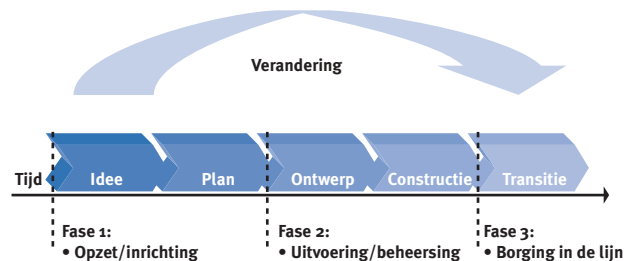 Verandering
Tijd Idee Plan Ontwerp Constructie Transitie
Fase 1: Fase 2: Fase 3:
• Opzet/inrichting • Uitvoering/beheersing • Borging in de lijn